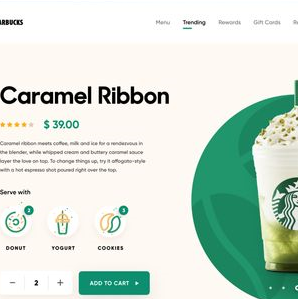 ARBUCKS
Menu Trending Rewards Gift Cards
Caramel Ribbon
$ 39.00
Caramel ribbon meets coffee, milk and ice for a rendezvous in
the blender, while whipped cream and buttery caramel sauce
layer the love on top. To change things up, try it affogato-style
with a hot espresso shot poured right over the top.
Serve with
2 3
DONUT YOGURT COOKIES
− 2 + ADD TO CART